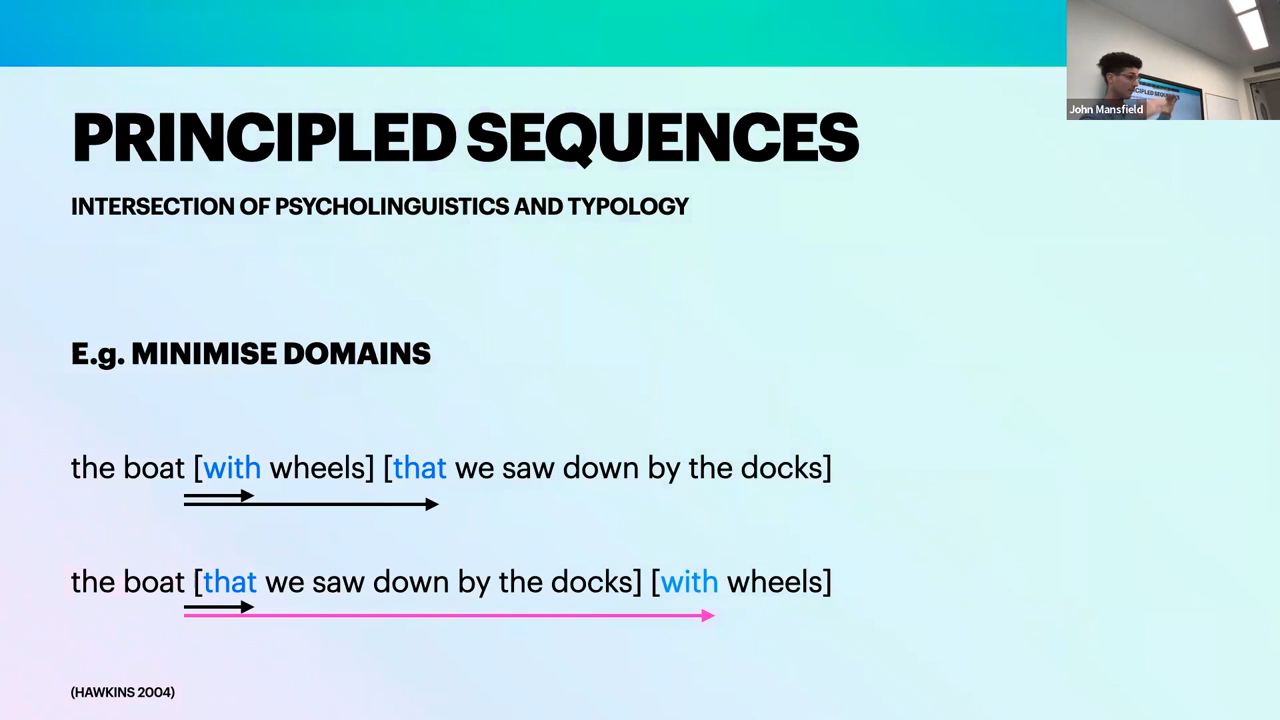 PRINCIPLED SEQUENCES
John Mansfield
INTERSECTION OF PSYCHOLINGUISTICS AND TYPOLOGY
E.g. MINIMISE DOMAINS
the boat [with wheels] [that we saw down by the docks]
the boat [that we saw down by the docks] [with wheels]
(HAWKINS 2004)